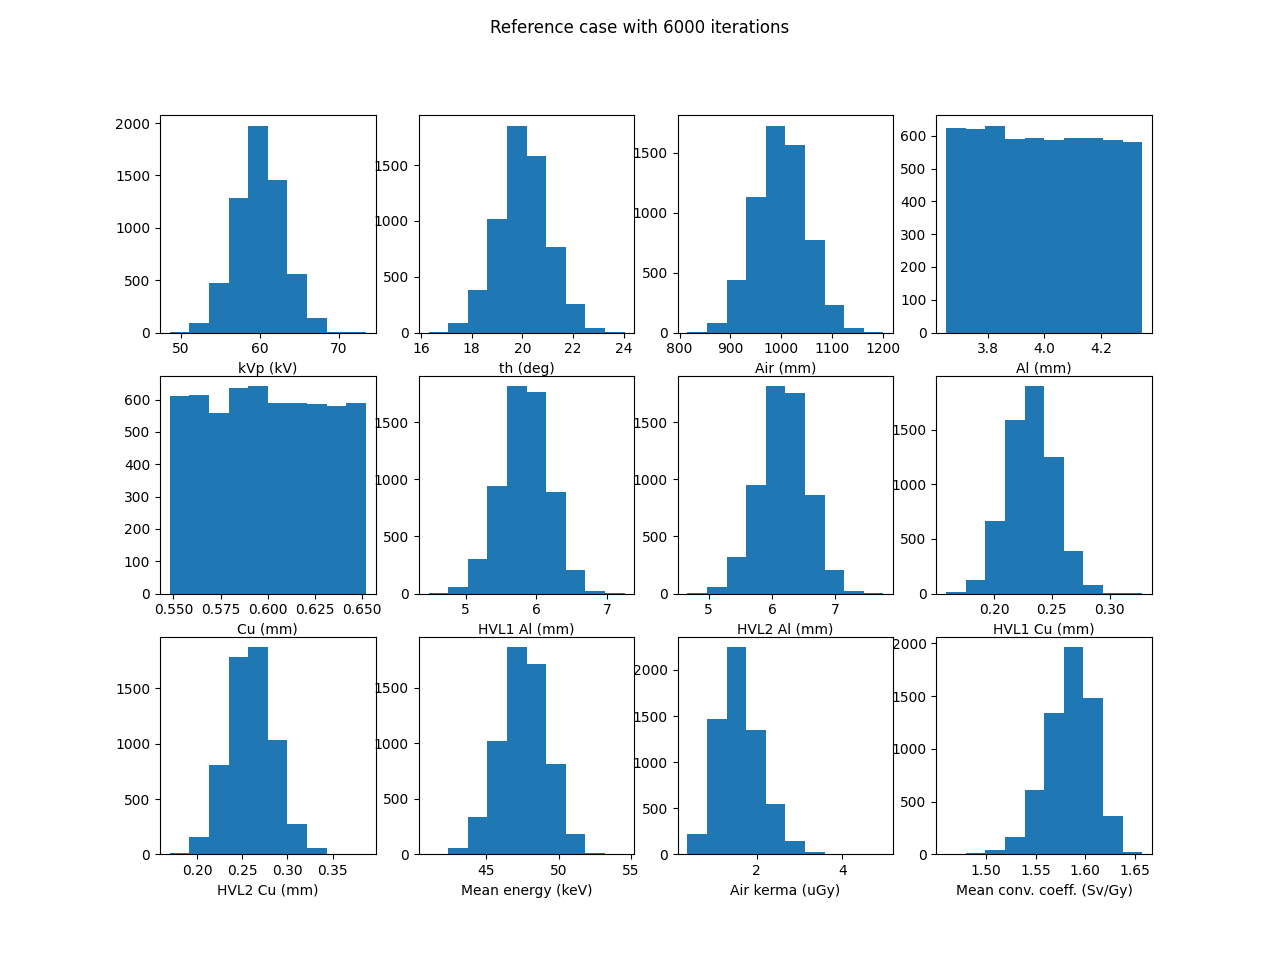 Reference case with 6000 iterations
2000
1500
1000
500
0
50 60 70
kVp (kV)
1500
1000
500
0
16 18 20 22 24
th (deg)
1500
1000
500
0
800 900 1000 1100 1200
Air (mm)
600
500
400
300
200
100
0
3.8 4.0 4.2
Al (mm)
600
500
400
300
200
100
0
0.550 0.575 0.600 0.625 0.650
Cu (mm)
1500
1000
500
0
5 6 7
HVL1 Al (mm)
1500
1000
500
0
5 6 7
HVL2 Al (mm)
1500
1000
500
0
0.20 0.25 0.30
HVL1 Cu (mm)
1500
1000
500
0
0.20 0.25 0.30 0.35
HVL2 Cu (mm)
1500
1000
500
0
45 50 55
Mean energy (keV)
2000
1500
1000
500
0
2 4
Air kerma (uGy)
2000
1500
1000
500
0
1.50 1.55 1.60 1.65
Mean conv. coeff. (Sv/Gy)